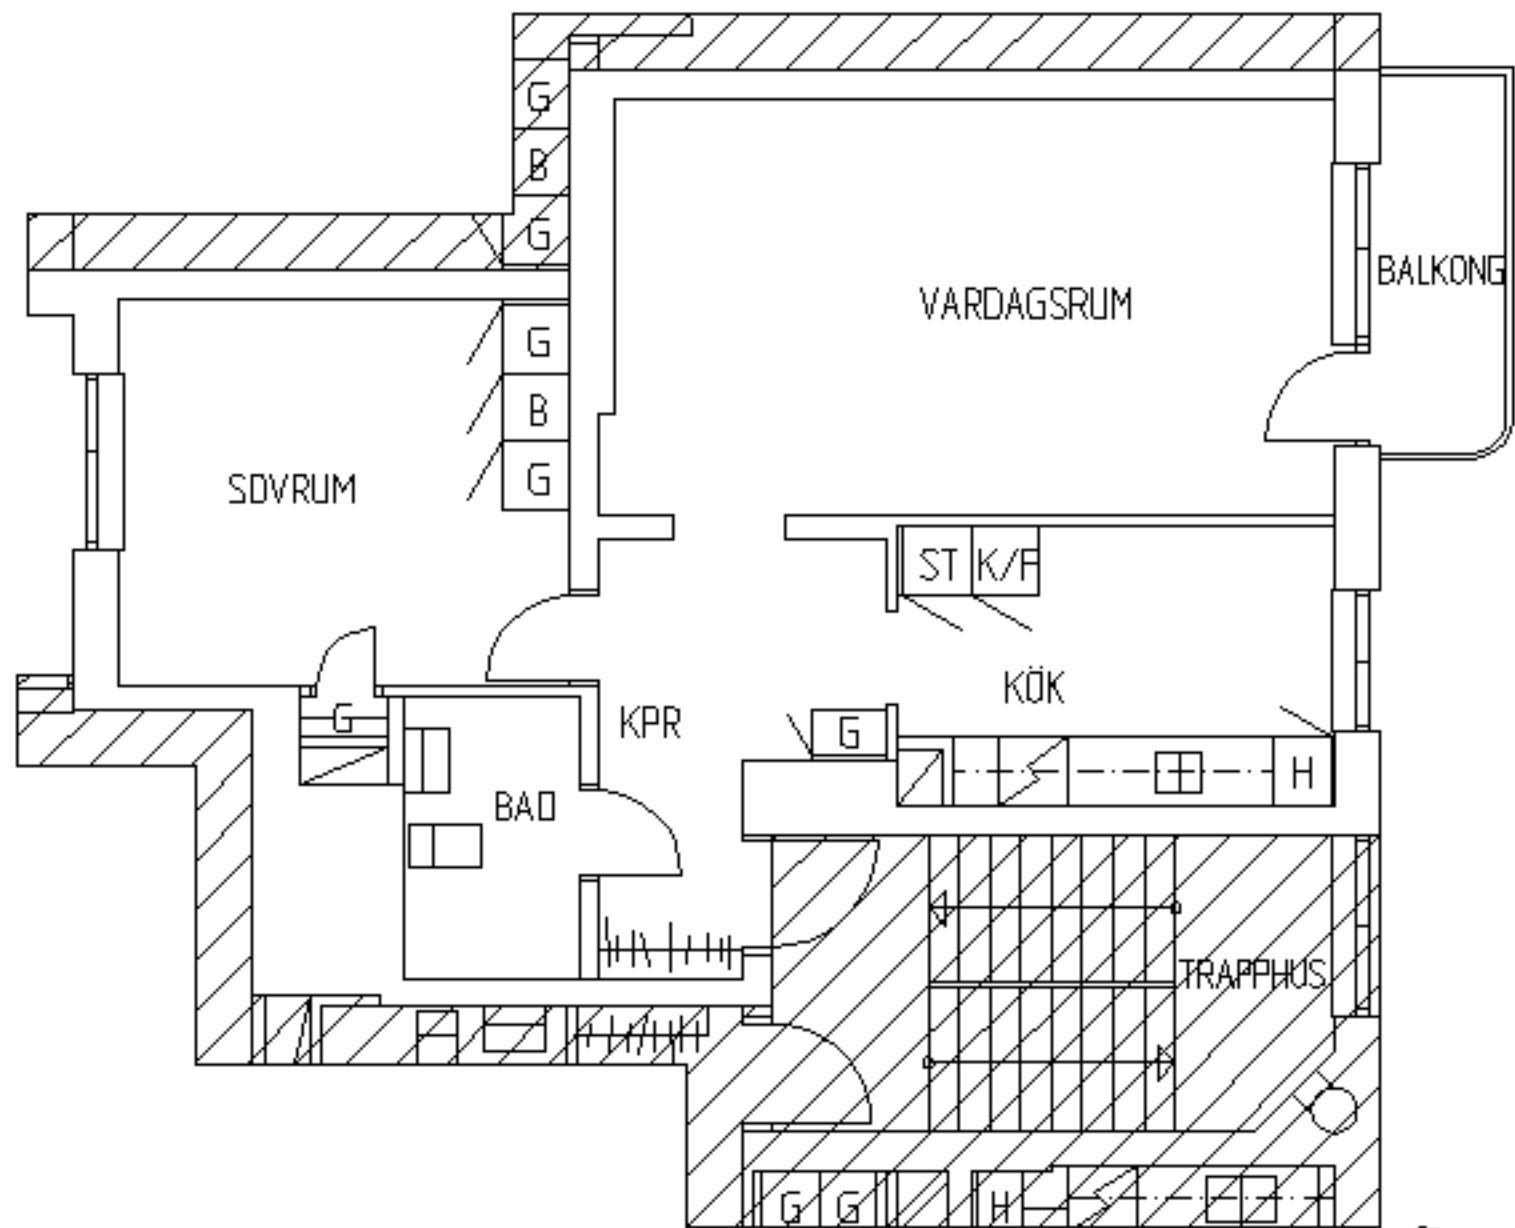 G
B
G
BALKONG
VARDAGSRUM
G
B
G
SOVRUM
ST K/F
KÖK
G
KPR
G
H
BAD
TRAPPHUS
G G H